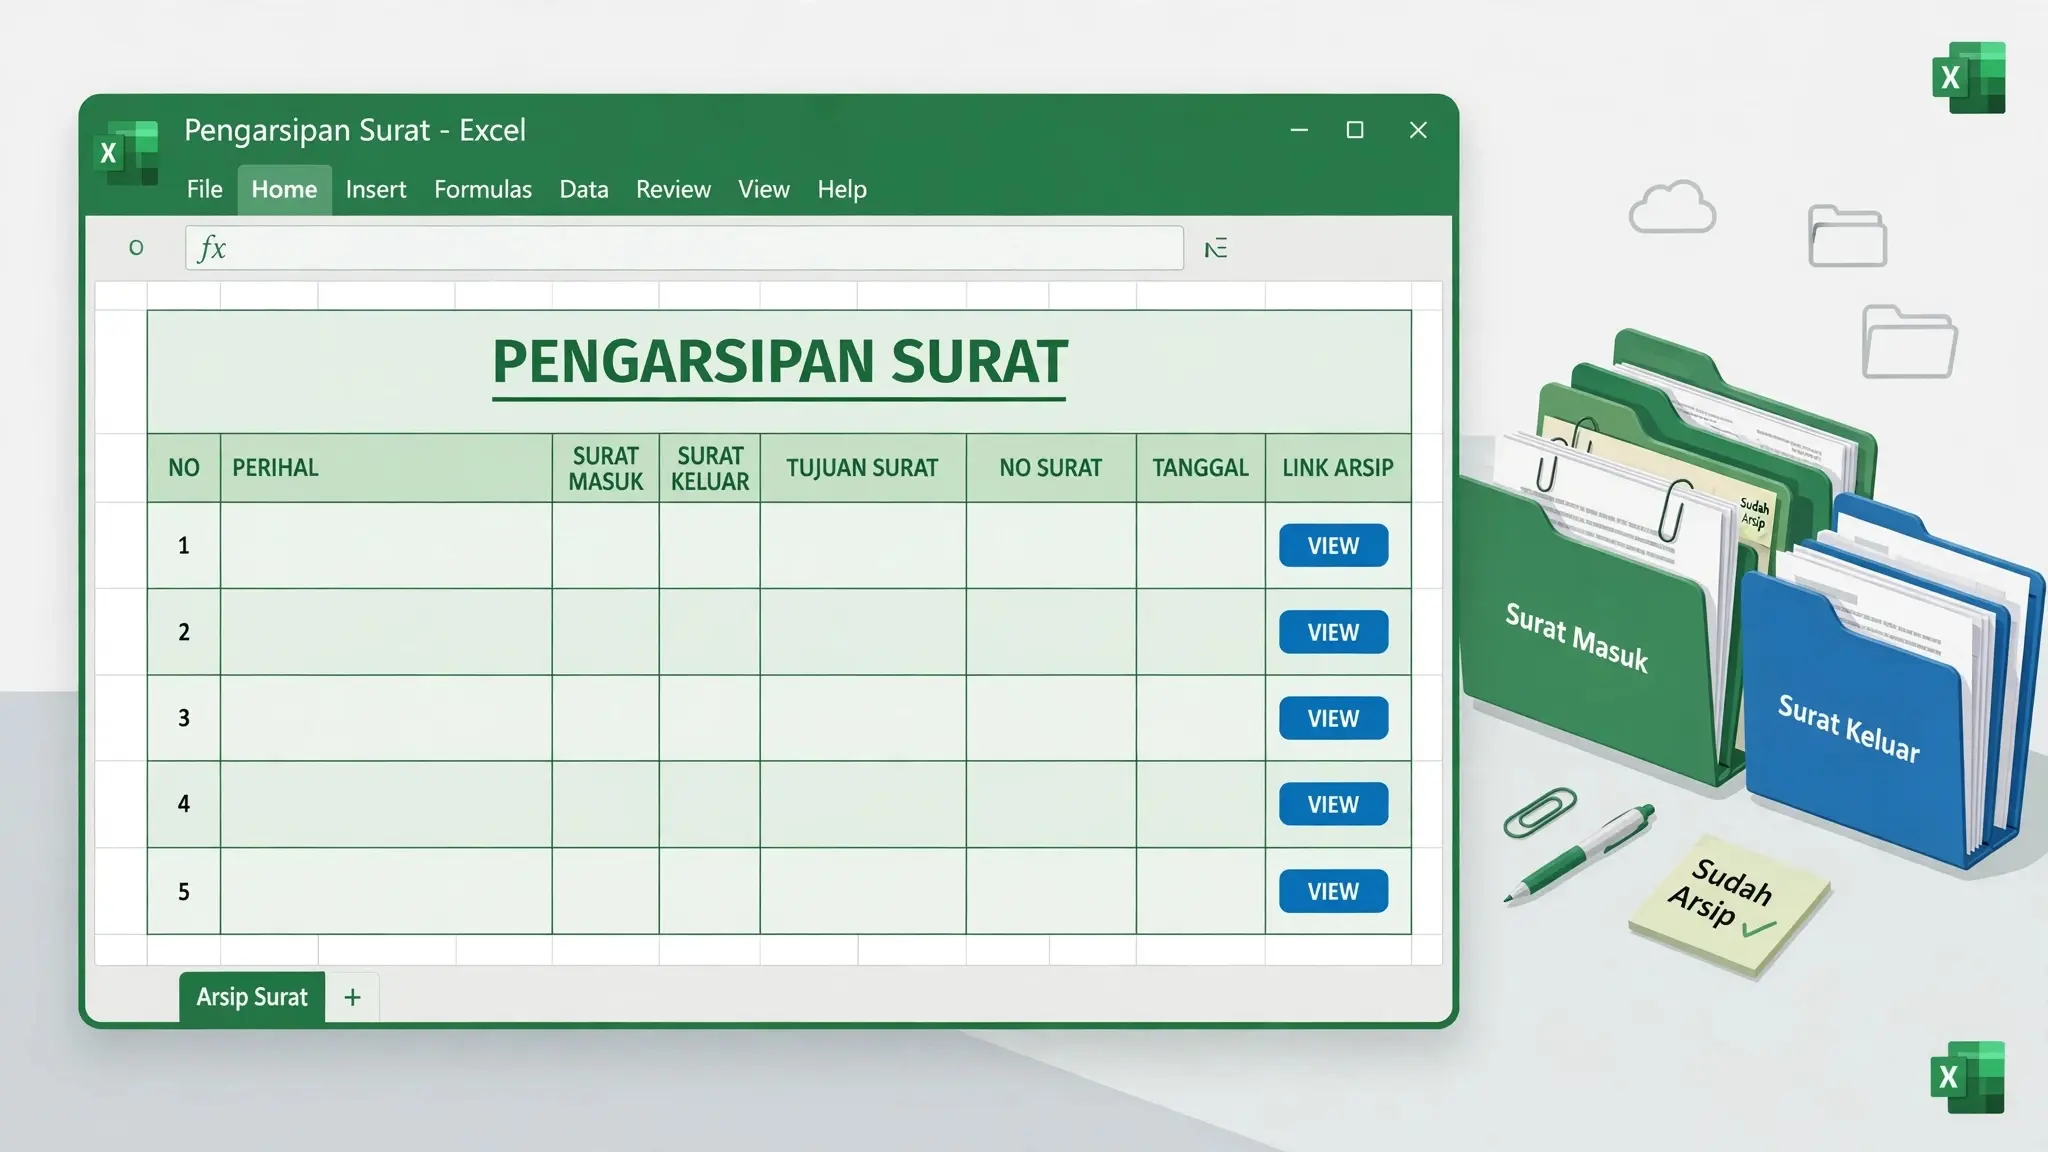 X
Pengarsipan Surat - Excel
X
File Home Insert Formulas Data Review View Help
fx
PENGARSIPAN SURAT
NO PERIHAL SURAT MASUK SURAT KELUAR TUJUAN SURAT NO SURAT TANGGAL LINK ARSIP
1 VIEW
2 VIEW
3 VIEW
4 VIEW
5 VIEW
Arsip Surat +
Sudah
Arsip
Surat Masuk
Surat Keluar
Sudah
Arsip
X